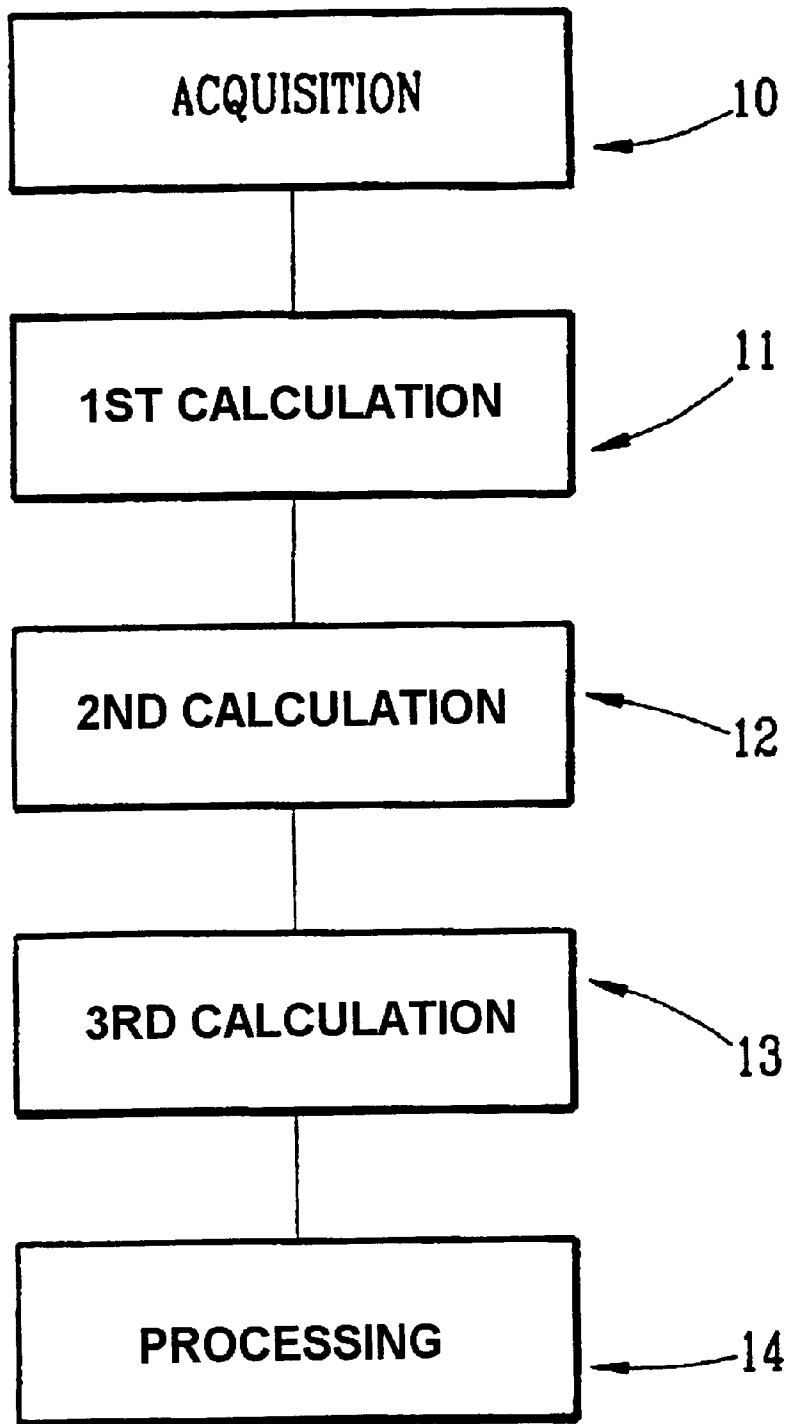 ACQUISITION
10
1ST CALCULATION
11
2ND CALCULATION
12
3RD CALCULATION
13
PROCESSING
14